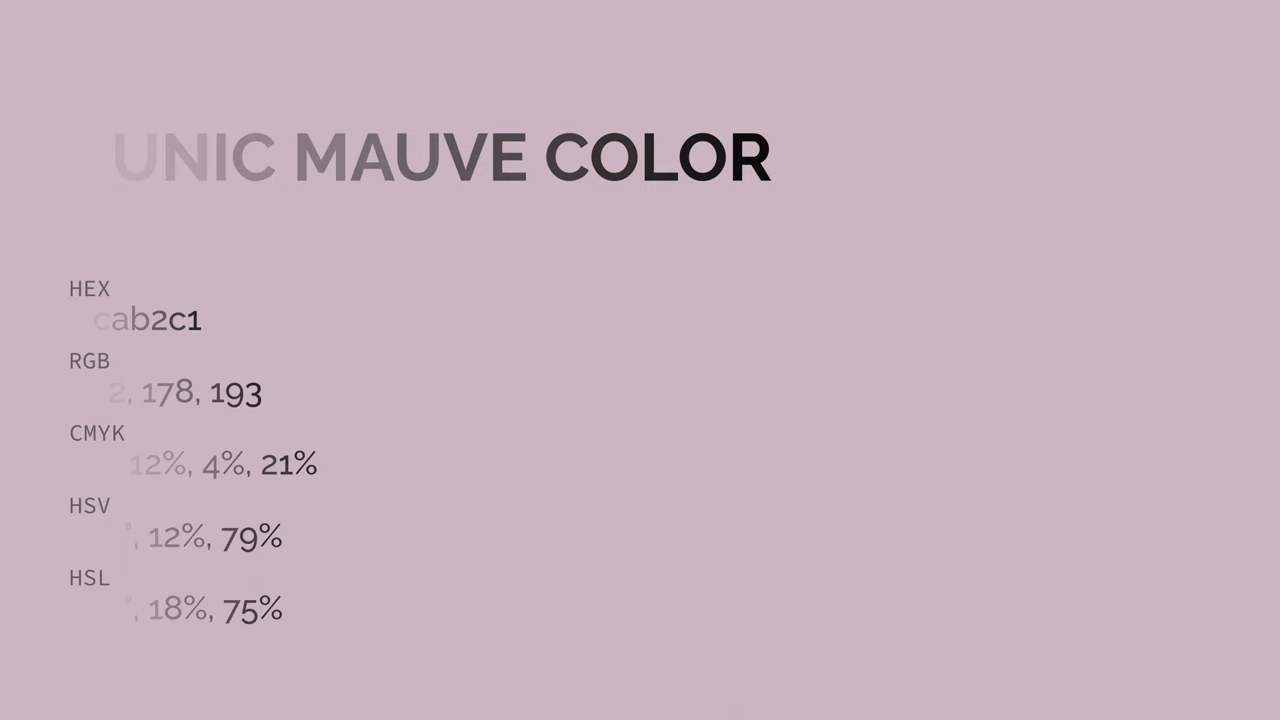 UNIC MAUVE COLOR
HEX
cab2c1
RGB
2, 178, 193
CMYK
12%, 4%, 21%
HSV
°, 12%, 79%
HSL
°, 18%, 75%